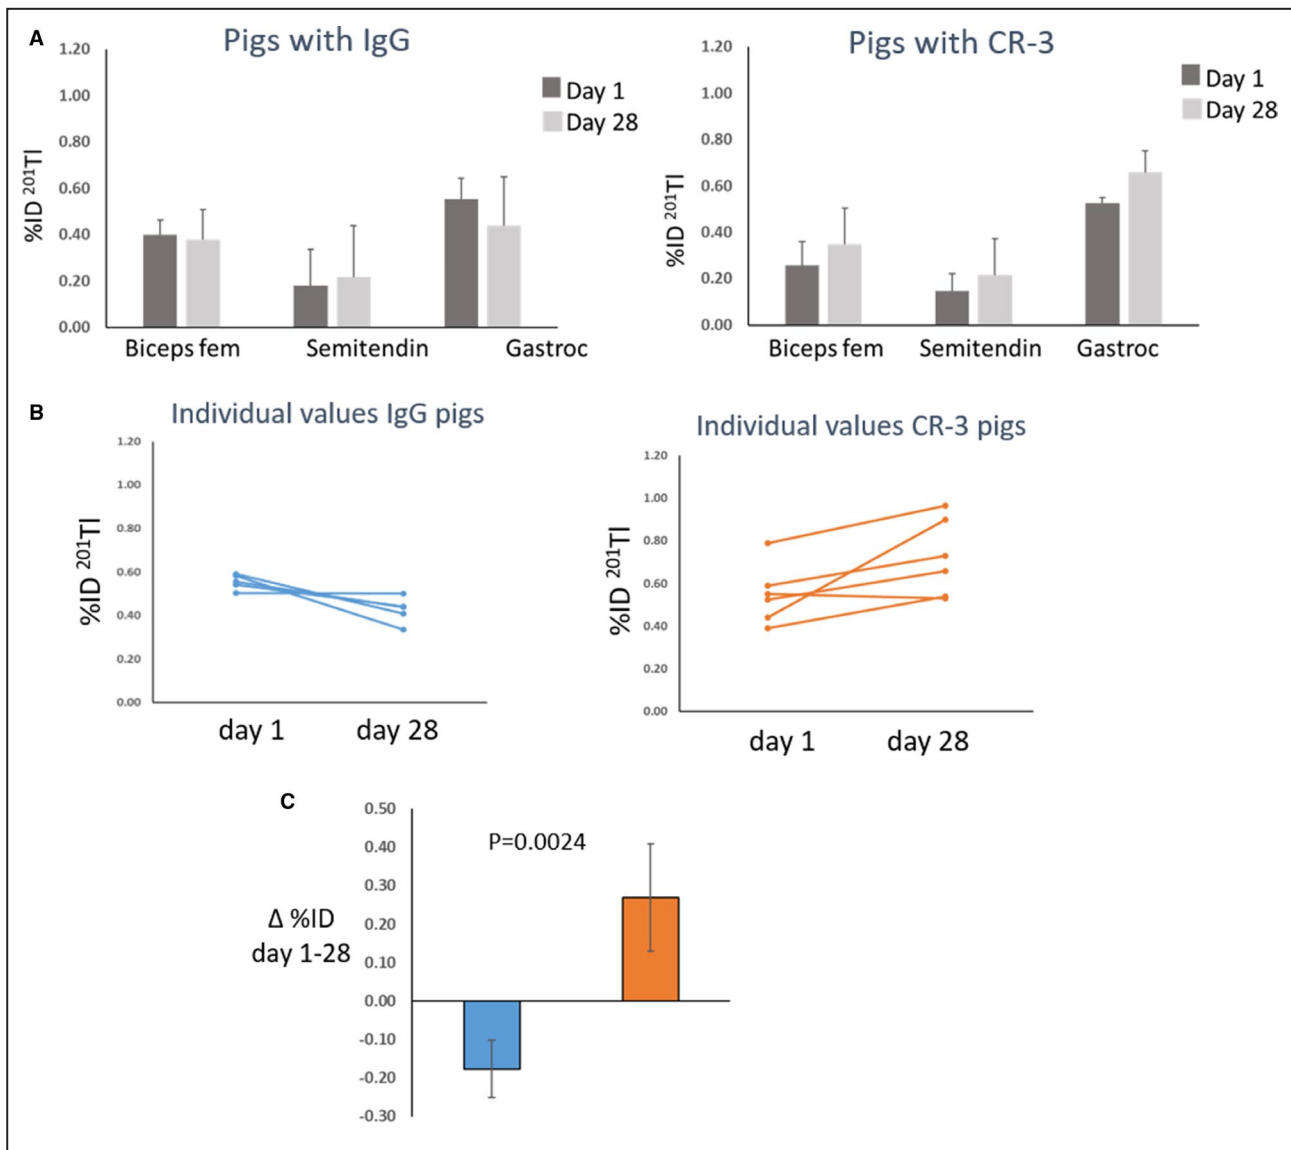 A
Pigs with IgG
1.20
1.00
0.80
0.60
0.40
0.20
0.00
%ID 201Tl
Day 1
Day 28
Biceps fem
Semitendin
Gastroc
Pigs with CR-3
1.20
1.00
0.80
0.60
0.40
0.20
0.00
%ID 201Tl
Day 1
Day 28
Biceps fem
Semitendin
Gastroc
B
Individual values IgG pigs
1.20
1.00
0.80
0.60
0.40
0.20
0.00
%ID 201Tl
day 1
day 28
Individual values CR-3 pigs
1.20
1.00
0.80
0.60
0.40
0.20
0.00
%ID 201Tl
day 1
day 28
C
0.50
0.40
0.30
0.20
0.10
0.00
-0.10
-0.20
-0.30
Δ %ID
day 1-28
P=0.0024